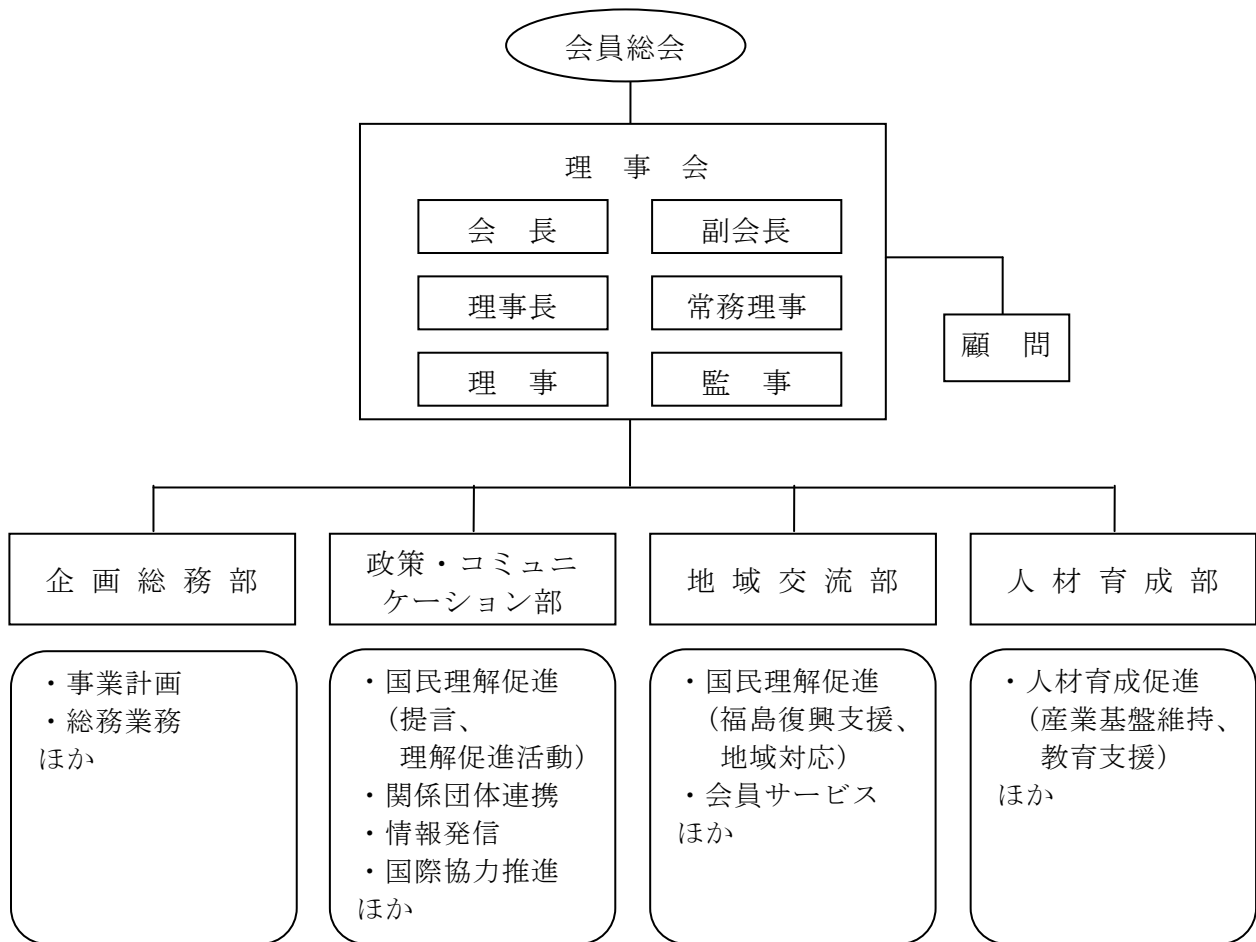 会員総会
理 事 会
会 長
副会長
理事長
常務理事
理 事
監 事
顧 問
企 画 総 務 部
政策・コミュニ
ケーション部
地 域 交 流 部
人 材 育 成 部
・事業計画
・総務業務
ほか
・国民理解促進
(提言、
理解促進活動)
・関係団体連携
・情報発信
・国際協力推進
ほか
・国民理解促進
(福島復興支援、
地域対応)
・会員サービス
ほか
・人材育成促進
(産業基盤維持、
教育支援)
ほか